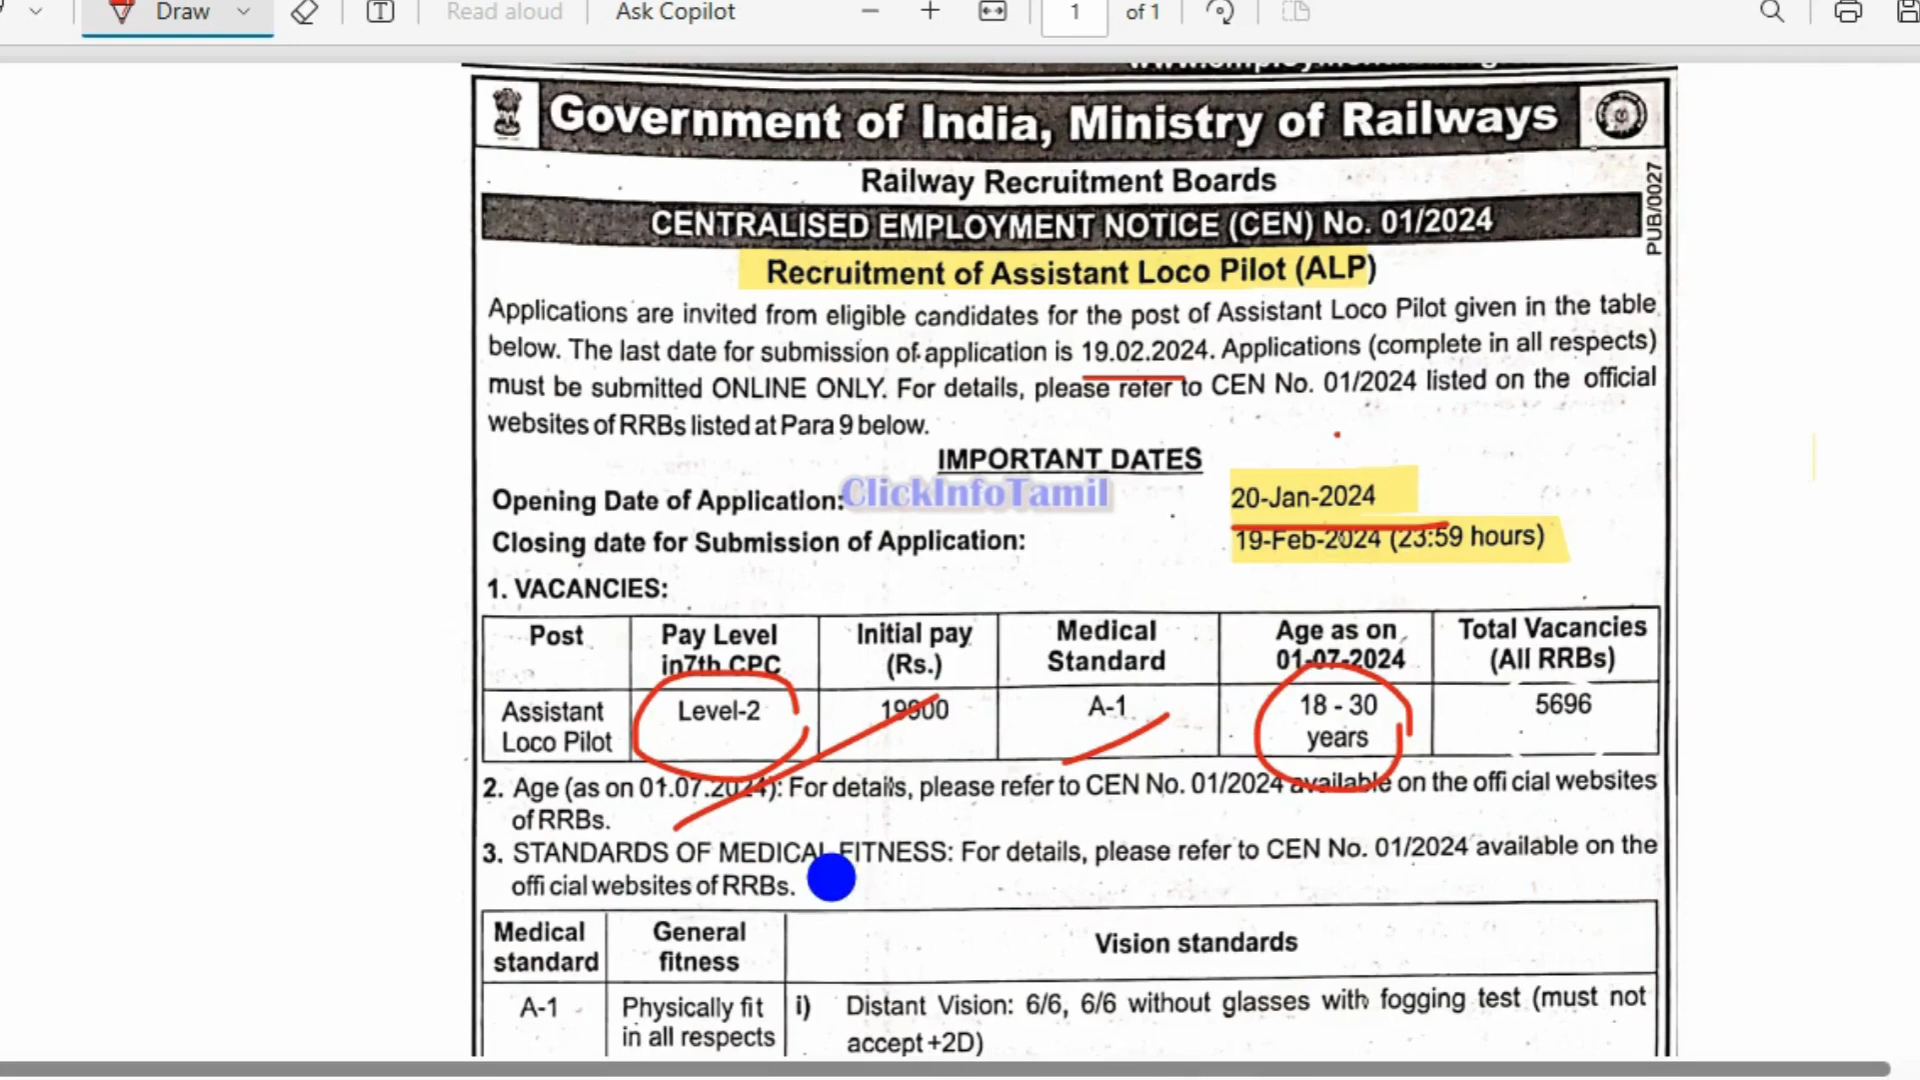 Draw
Read aloud
Ask Copilot
1
of 1
Government of India, Ministry of Railways
Railway Recruitment Boards
PUB/0027
CENTRALISED EMPLOYMENT NOTICE (CEN) No. 01/2024
Recruitment of Assistant Loco Pilot (ALP)
Applications are invited from eligible candidates for the post of Assistant Loco Pilot given in the table
below. The last date for submission of application is 19.02.2024. Applications (complete in all respects)
must be submitted ONLINE ONLY. For details, please refer to CEN No. 01/2024 listed on the official
websites of RRBs listed at Para 9 below.
IMPORTANT DATES
Opening Date of Application: 20-Jan-2024
ClickInfoTamil
Closing date for Submission of Application: 19-Feb-2024 (23:59 hours)
1. VACANCIES:
Post
Pay Level
in7th CPC
Initial pay
(Rs.)
Medical
Standard
Age as on
01-07-2024
Total Vacancies
(All RRBs)
Assistant
Loco Pilot
Level-2
19900
A-1
18 - 30
years
5696
2. Age (as on 01.07.2024): For details, please refer to CEN No. 01/2024 available on the offi cial websites
of RRBs.
3. STANDARDS OF MEDICAL FITNESS: For details, please refer to CEN No. 01/2024 available on the
offi cial websites of RRBs.
Medical
standard
General
fitness
Vision standards
A-1
Physically fit
in all respects
i) Distant Vision: 6/6, 6/6 without glasses with fogging test (must not
accept +2D)